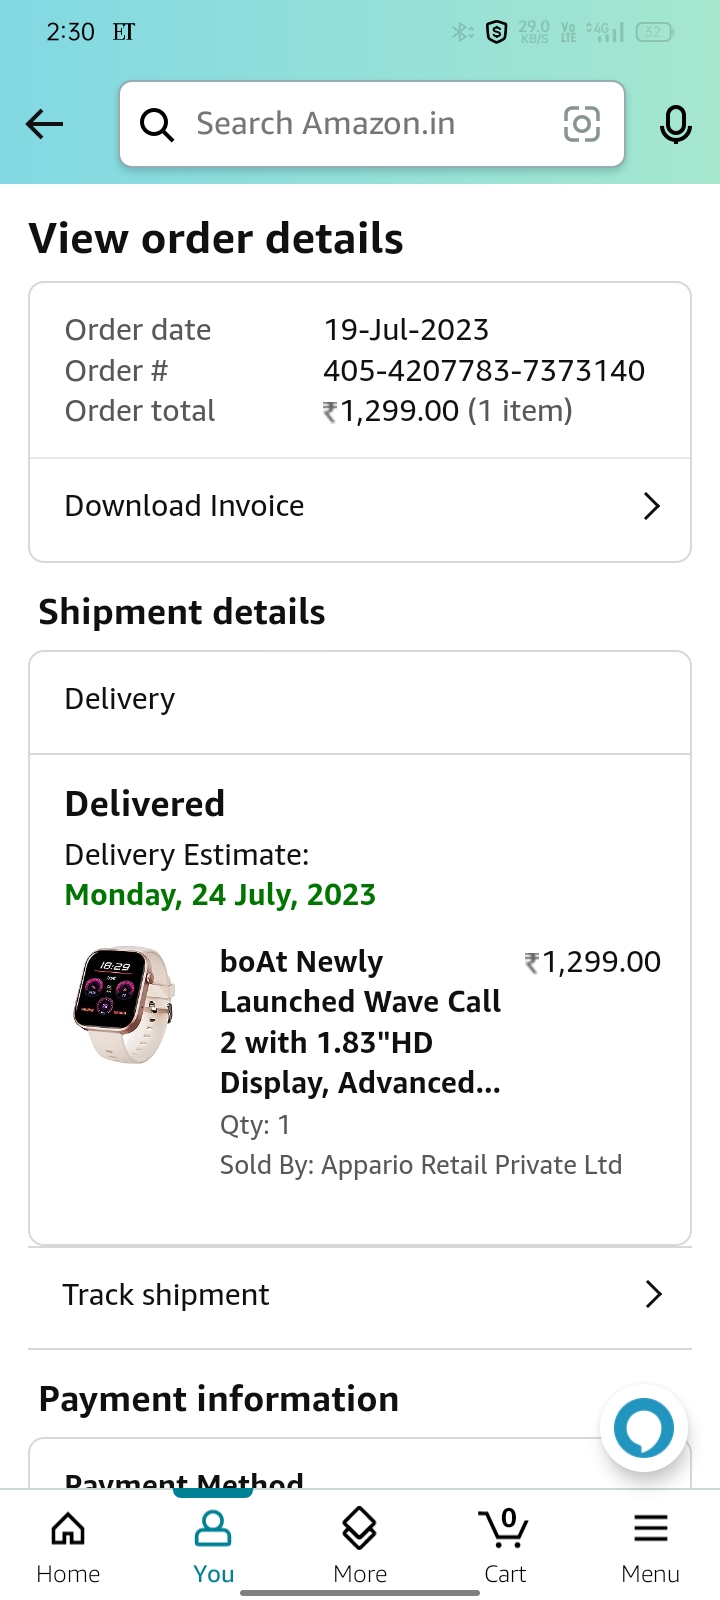 2:30 ET 29.0 KB/S Vo LTE 4G 32
Search Amazon.in
View order details
Order date 19-Jul-2023
Order # 405-4207783-7373140
Order total ₹1,299.00 (1 item)
Download Invoice
Shipment details
Delivery
Delivered
Delivery Estimate:
Monday, 24 July, 2023
18:29
boAt Newly ₹1,299.00
Launched Wave Call
2 with 1.83"HD
Display, Advanced...
Qty: 1
Sold By: Appario Retail Private Ltd
Track shipment
Payment information
Payment Method
0
Home You More Cart Menu